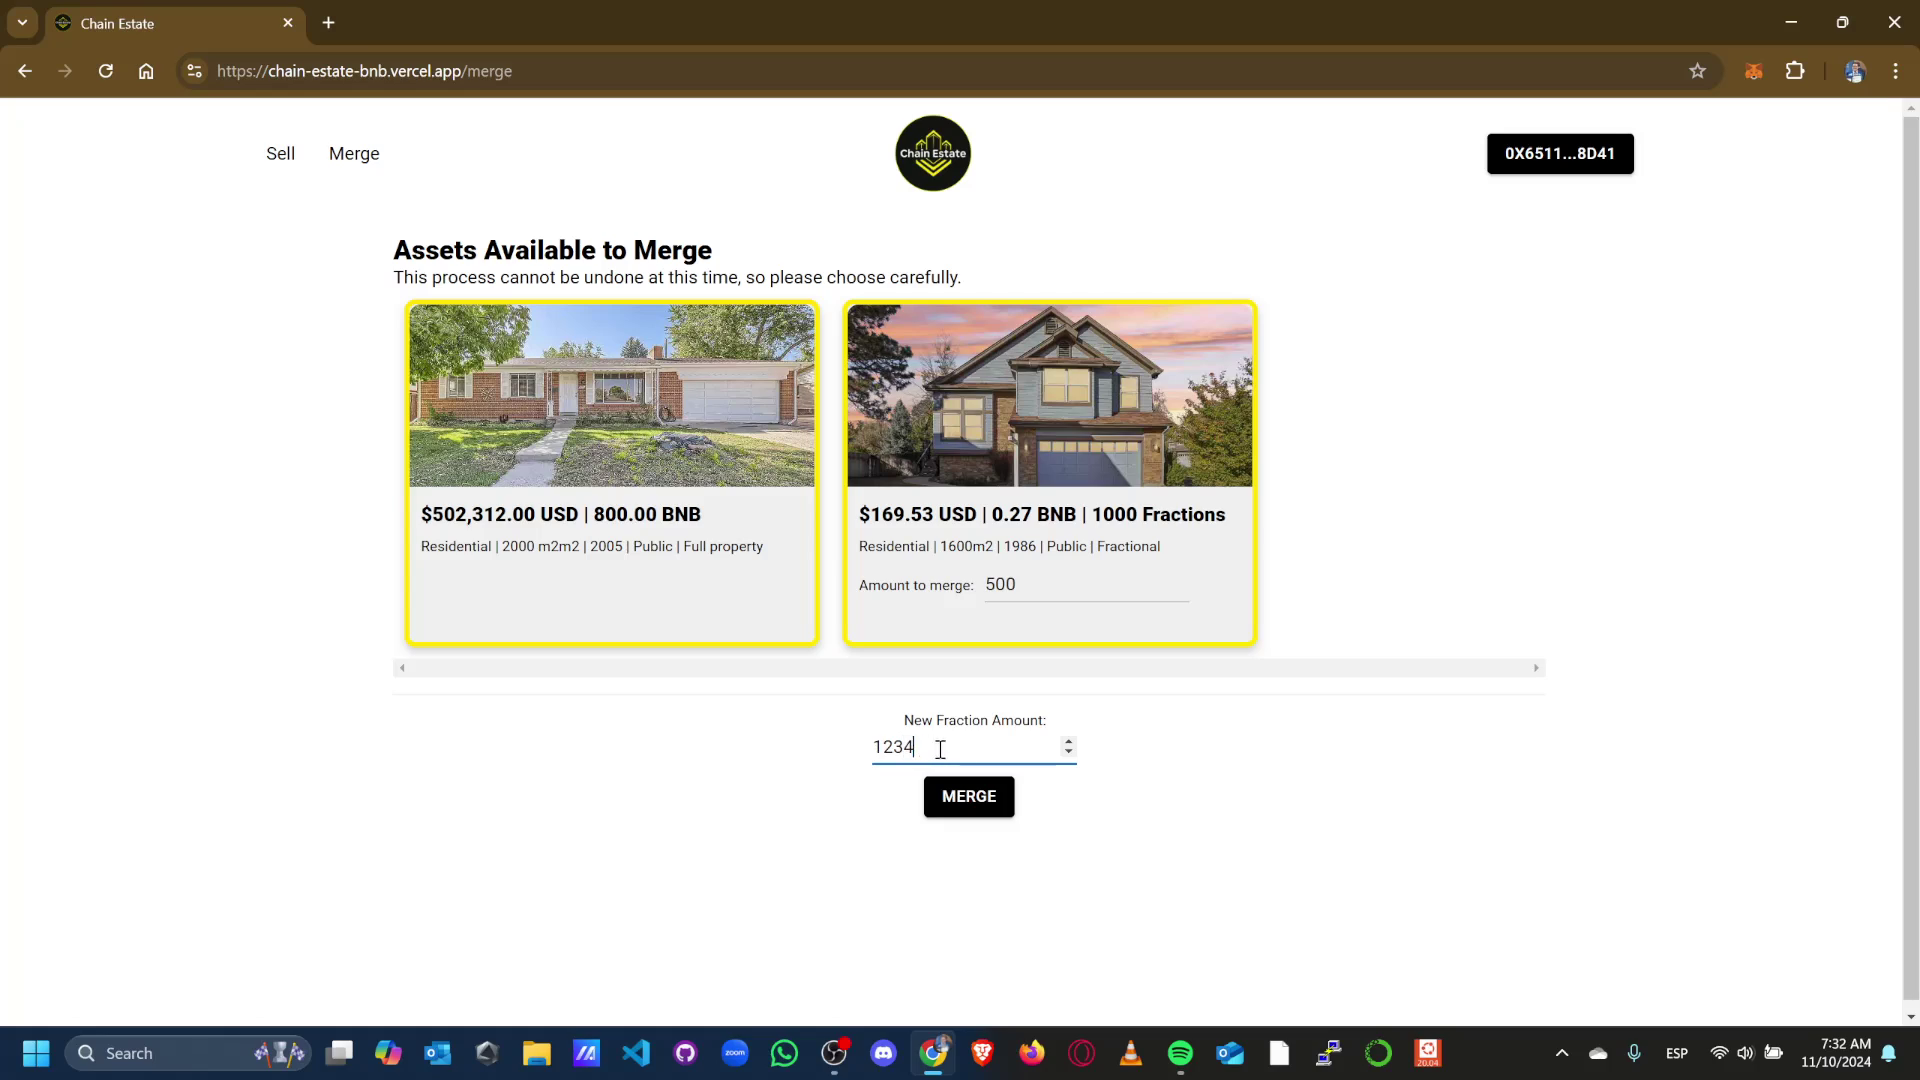 Chain Estate
https://chain-estate-bnb.vercel.app/merge
Sell
Merge
Chain Estate
0X6511...8D41
Assets Available to Merge
This process cannot be undone at this time, so please choose carefully.
$502,312.00 USD | 800.00 BNB
Residential | 2000 m2m2 | 2005 | Public | Full property
$169.53 USD | 0.27 BNB | 1000 Fractions
Residential | 1600m2 | 1986 | Public | Fractional
Amount to merge: 500
New Fraction Amount:
1234
MERGE
Search
zoom
20.04
ESP
7:32 AM
11/10/2024